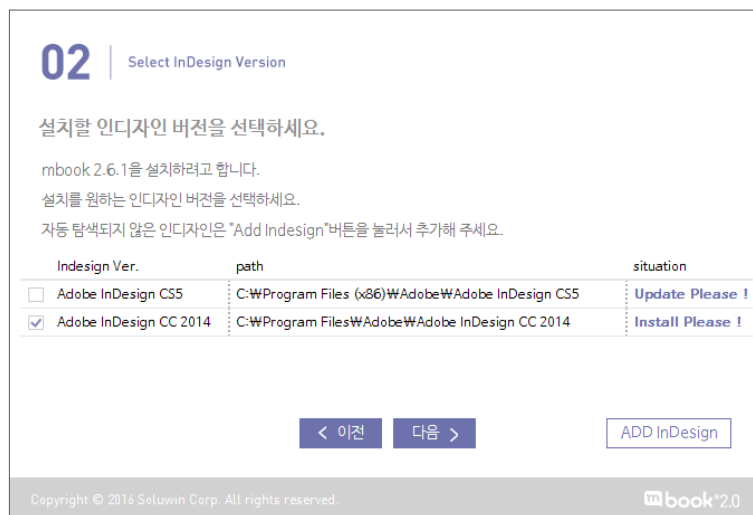 02 Select InDesign Version
설치할 인디자인 버전을 선택하세요.
mbook 2.6.1을 설치하려고 합니다.
설치를 원하는 인디자인 버전을 선택하세요.
자동 탐색되지 않은 인디자인은 "Add Indesign"버튼을 눌러서 추가해 주세요.
Indesign Ver. path situation
Adobe InDesign CS5 C:₩Program Files (x86)₩Adobe₩Adobe InDesign CS5 Update Please !
Adobe InDesign CC 2014 C:₩Program Files₩Adobe₩Adobe InDesign CC 2014 Install Please !
< 이전 다음 > ADD InDesign
Copyright © 2016 Soluwin Corp. All rights reserved. m book 2.0